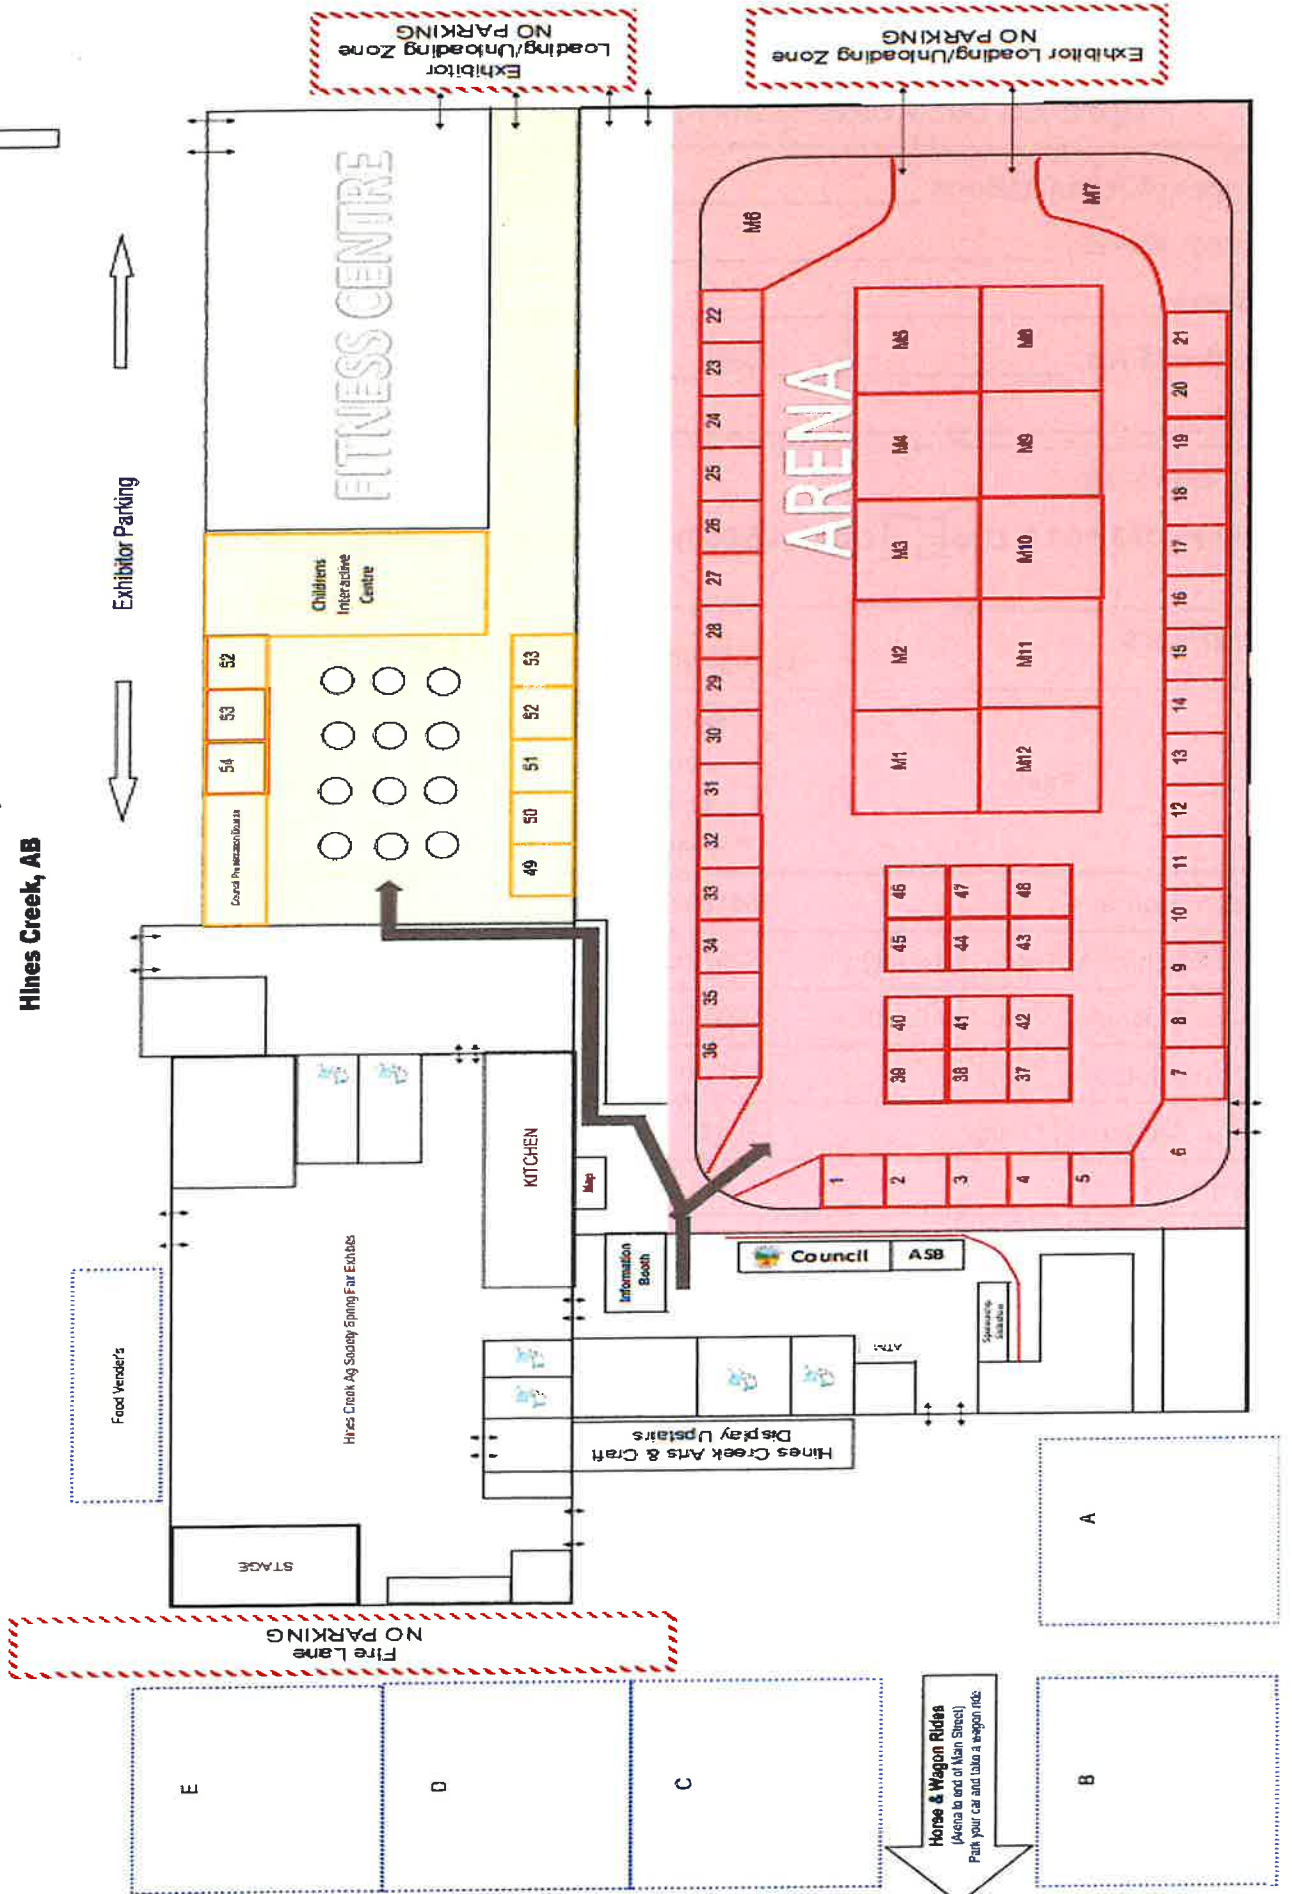 Hines Creek, AB
Exhibitor
Loading/Unloading Zone
NO PARKING
Exhibitor Loading/Unloading Zone
NO PARKING
Exhibitor Parking
FITNESS CENTRE
Childrens
Interactive
Centre
52
53
54
53
52
51
50
49
ARENA
M6
M7
22
23
24
25
26
27
28
29
30
31
32
33
34
35
36
M5
M4
M3
M2
M1
M8
M9
M10
M11
M12
21
20
19
18
17
16
15
14
13
12
11
10
9
8
7
6
46
47
48
45
44
43
40
41
42
39
38
37
1
2
3
4
5
KITCHEN
Map
Information
Booth
Council
ASB
ATM
Hines Creek Ag Society Spring Fair Exhibits
Food Vender's
Hines Creek Arts & Craft
Display Upstairs
STAGE
Fire Lane
NO PARKING
A
B
C
D
E
Horse & Wagon Rides
(Arena to end of Main Street)
Park your car and take a wagon ride